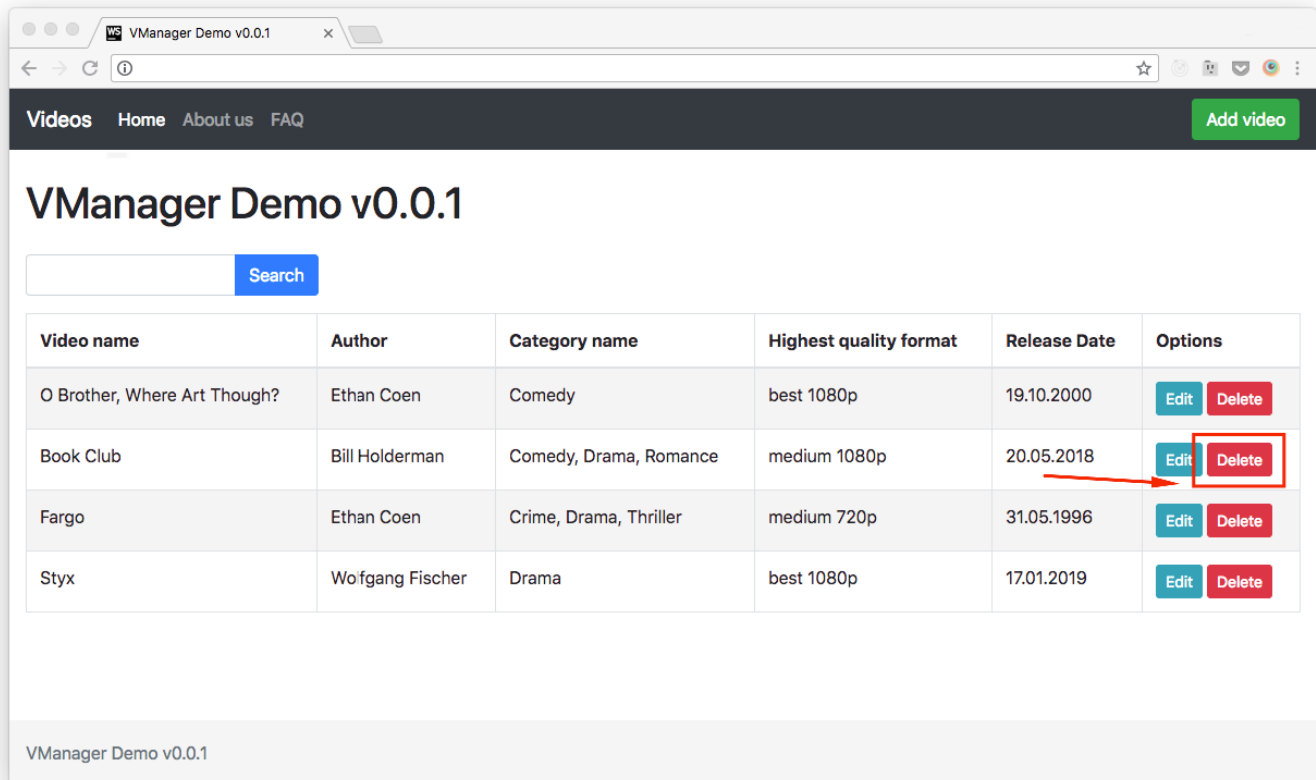 VManager Demo v0.0.1
Videos Home About us FAQ Add video
VManager Demo v0.0.1
Search
Video name Author Category name Highest quality format Release Date Options
O Brother, Where Art Though? Ethan Coen Comedy best 1080p 19.10.2000 Edit Delete
Book Club Bill Holderman Comedy, Drama, Romance medium 1080p 20.05.2018 Edit Delete
Fargo Ethan Coen Crime, Drama, Thriller medium 720p 31.05.1996 Edit Delete
Styx Wolfgang Fischer Drama best 1080p 17.01.2019 Edit Delete
VManager Demo v0.0.1